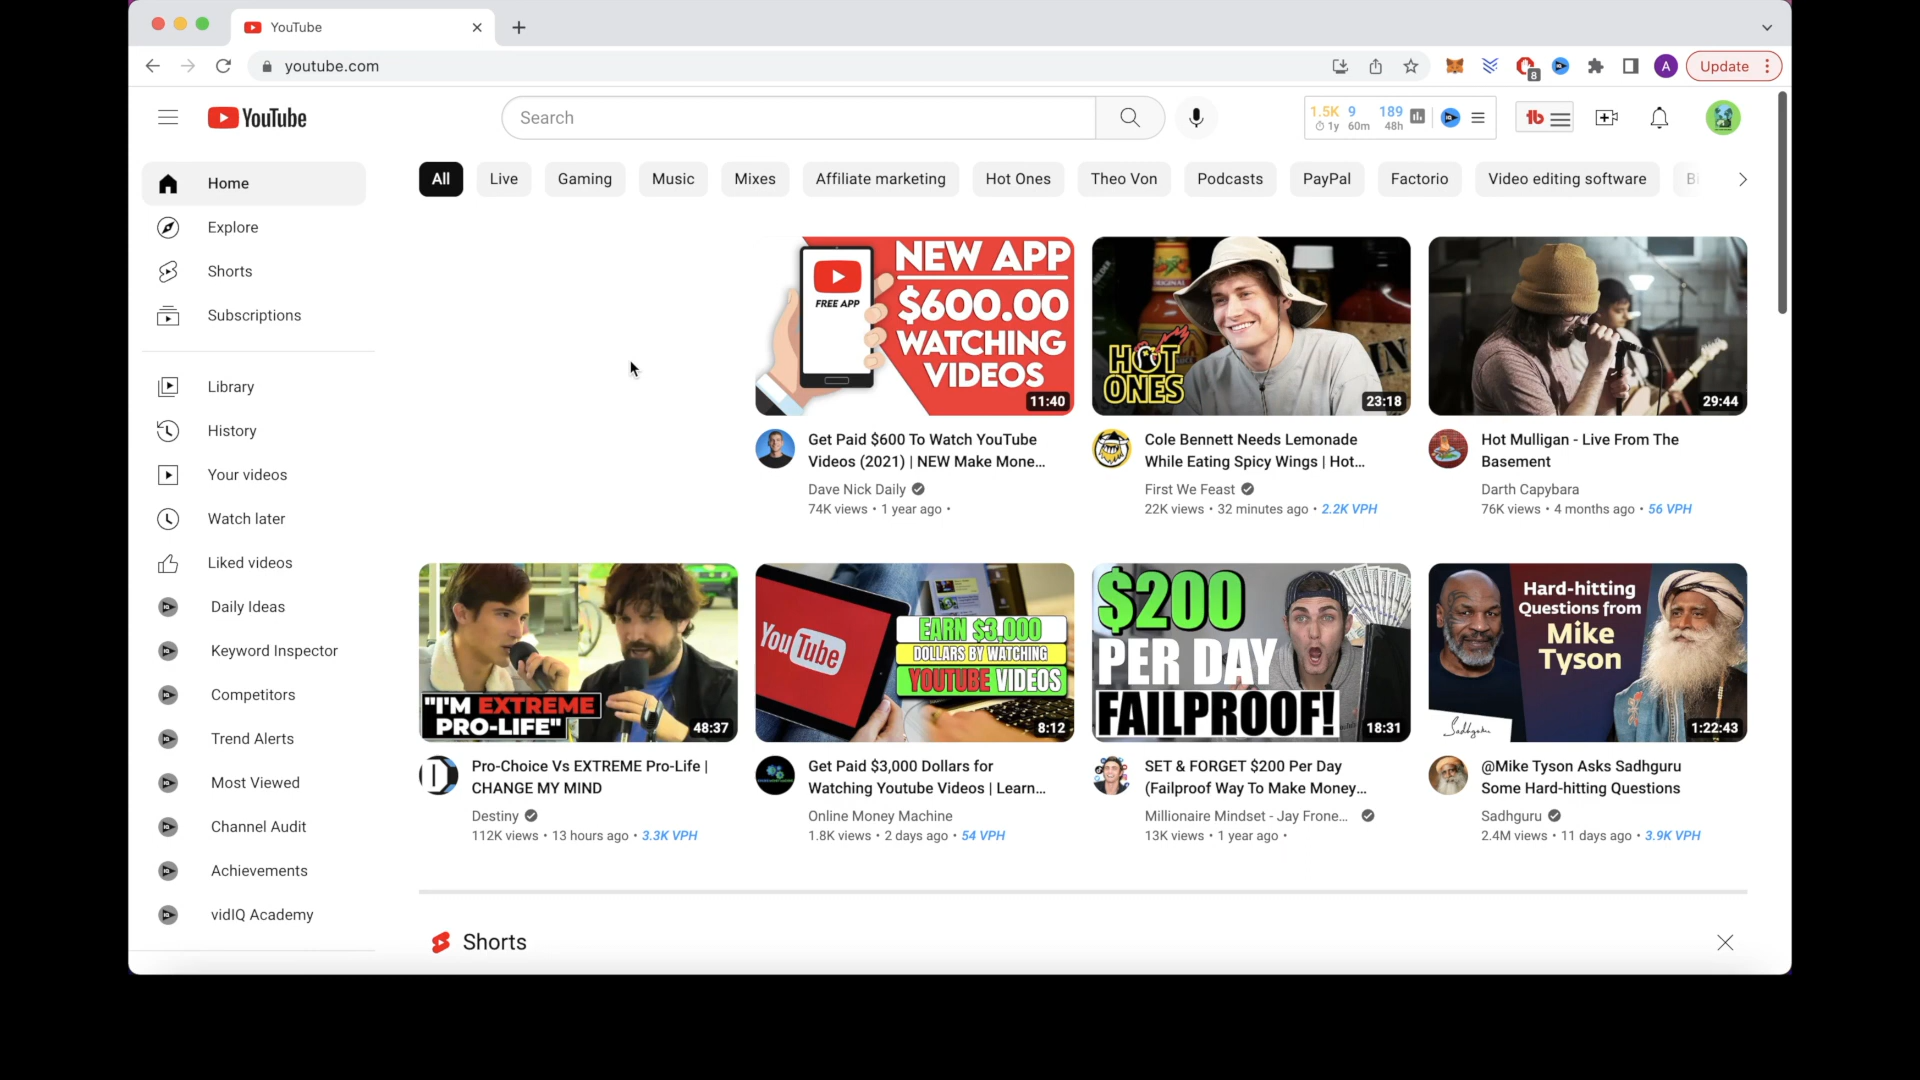 YouTube
youtube.com
8
A
Update
YouTube
Search
1.5K 9 189
1y 60m 48h
tb
Home
Explore
Shorts
Subscriptions
Library
History
Your videos
Watch later
Liked videos
Daily Ideas
Keyword Inspector
Competitors
Trend Alerts
Most Viewed
Channel Audit
Achievements
vidIQ Academy
All Live Gaming Music Mixes Affiliate marketing Hot Ones Theo Von Podcasts PayPal Factorio Video editing software
NEW APP
$600.00
WATCHING
VIDEOS
FREE APP
11:40
Get Paid $600 To Watch YouTube
Videos (2021) | NEW Make Mone...
Dave Nick Daily
74K views • 1 year ago •
HOT
ONES
23:18
Cole Bennett Needs Lemonade
While Eating Spicy Wings | Hot...
First We Feast
22K views • 32 minutes ago • 2.2K VPH
29:44
Hot Mulligan - Live From The
Basement
Darth Capybara
76K views • 4 months ago • 56 VPH
"I'M EXTREME
PRO-LIFE"
48:37
Pro-Choice Vs EXTREME Pro-Life |
CHANGE MY MIND
Destiny
112K views • 13 hours ago • 3.3K VPH
YouTube
EARN $3,000
DOLLARS BY WATCHING
YOUTUBE VIDEOS
8:12
Get Paid $3,000 Dollars for
Watching Youtube Videos | Learn...
Online Money Machine
1.8K views • 2 days ago • 54 VPH
$200
PER DAY
FAILPROOF!
18:31
SET & FORGET $200 Per Day
(Failproof Way To Make Money...
Millionaire Mindset - Jay Frone...
13K views • 1 year ago •
Hard-hitting
Questions from
Mike
Tyson
Sadhguru
1:22:43
@Mike Tyson Asks Sadhguru
Some Hard-hitting Questions
Sadhguru
2.4M views • 11 days ago • 3.9K VPH
Shorts